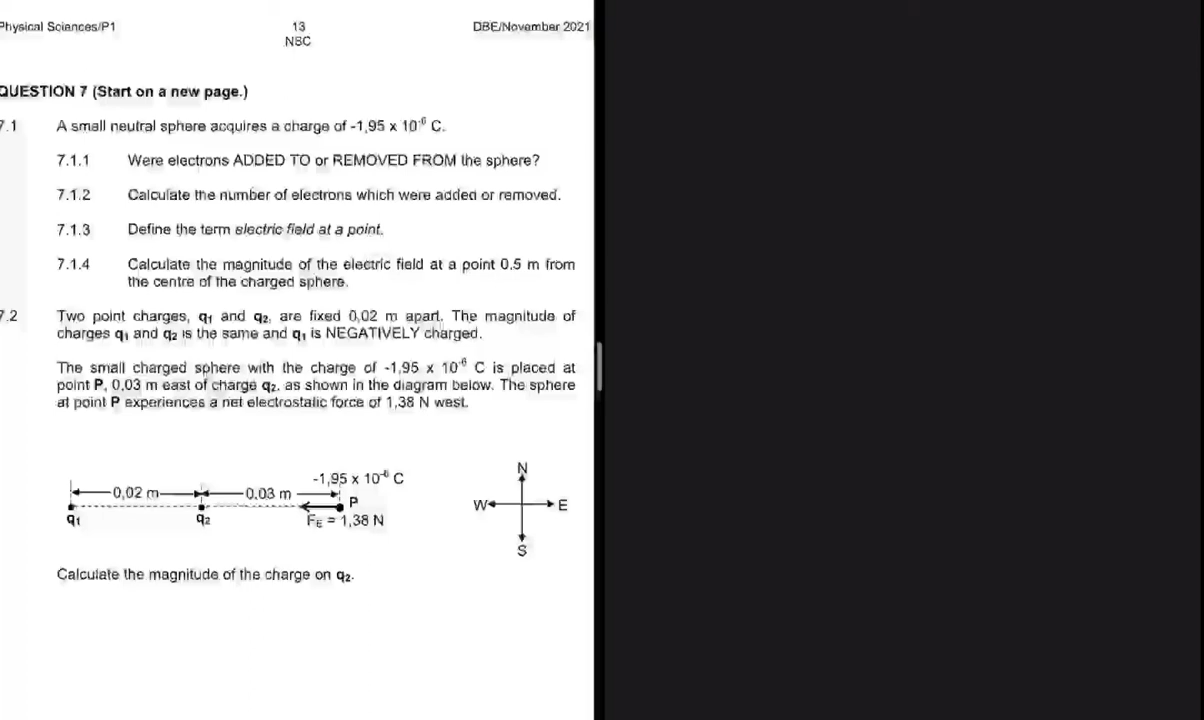 Physical Sciences/P1 13 DBE/November 2021
NSC
QUESTION 7 (Start on a new page.)
7.1 A small neutral sphere acquires a charge of -1,95 x 10⁻⁶ C.
7.1.1 Were electrons ADDED TO or REMOVED FROM the sphere?
7.1.2 Calculate the number of electrons which were added or removed.
7.1.3 Define the term electric field at a point.
7.1.4 Calculate the magnitude of the electric field at a point 0.5 m from
the centre of the charged sphere.
7.2 Two point charges, q₁ and q₂, are fixed 0,02 m apart. The magnitude of
charges q₁ and q₂ is the same and q₁ is NEGATIVELY charged.
The small charged sphere with the charge of -1,95 x 10⁻⁶ C is placed at
point P, 0,03 m east of charge q₂, as shown in the diagram below. The sphere
at point P experiences a net electrostatic force of 1,38 N west.
N
-1,95 x 10⁻⁶ C
0,02 m 0.03 m
P
W E
q₁ q₂ FE = 1,38 N
S
Calculate the magnitude of the charge on q₂.